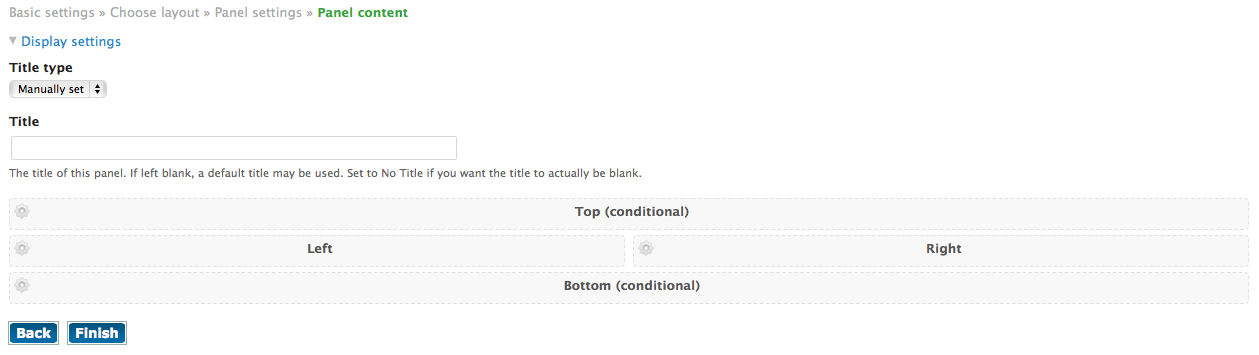 Basic settings » Choose layout » Panel settings » Panel content
Display settings
Title type
Manually set
Title
The title of this panel. If left blank, a default title may be used. Set to No Title if you want the title to actually be blank.
Top (conditional)
Left Right
Bottom (conditional)
Back Finish